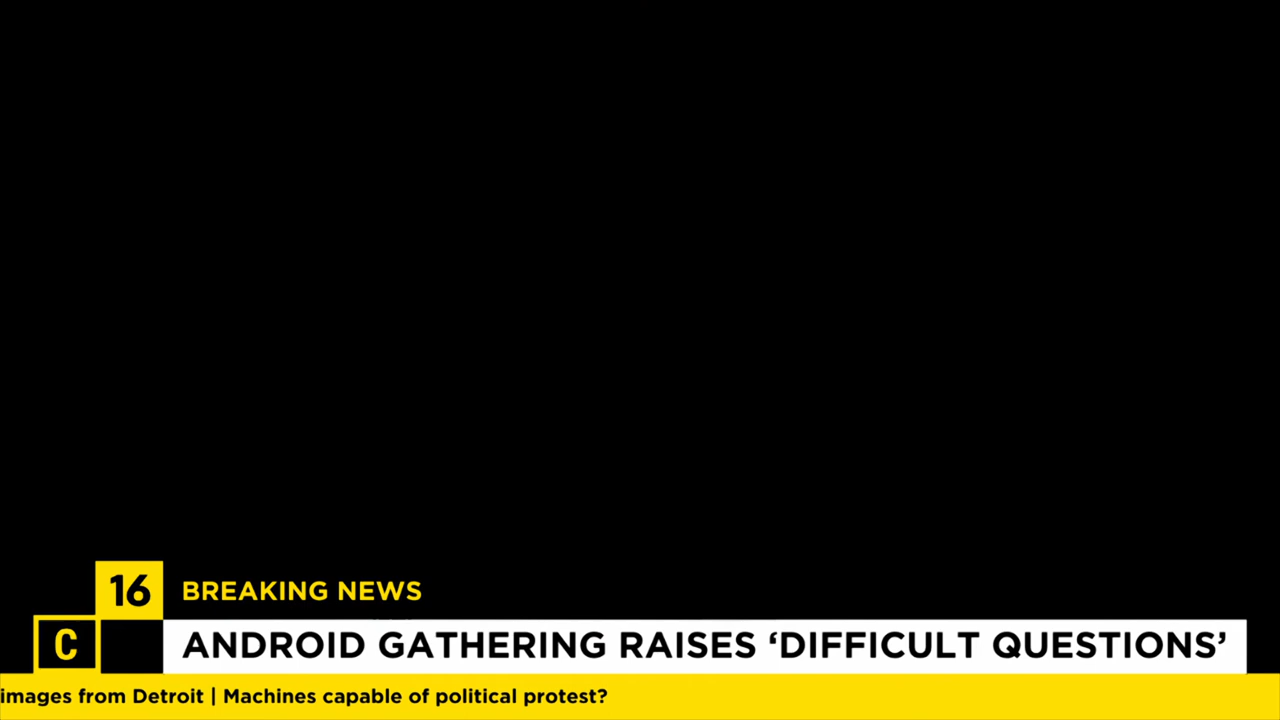 16
BREAKING NEWS
C
ANDROID GATHERING RAISES ‘DIFFICULT QUESTIONS’
images from Detroit | Machines capable of political protest?